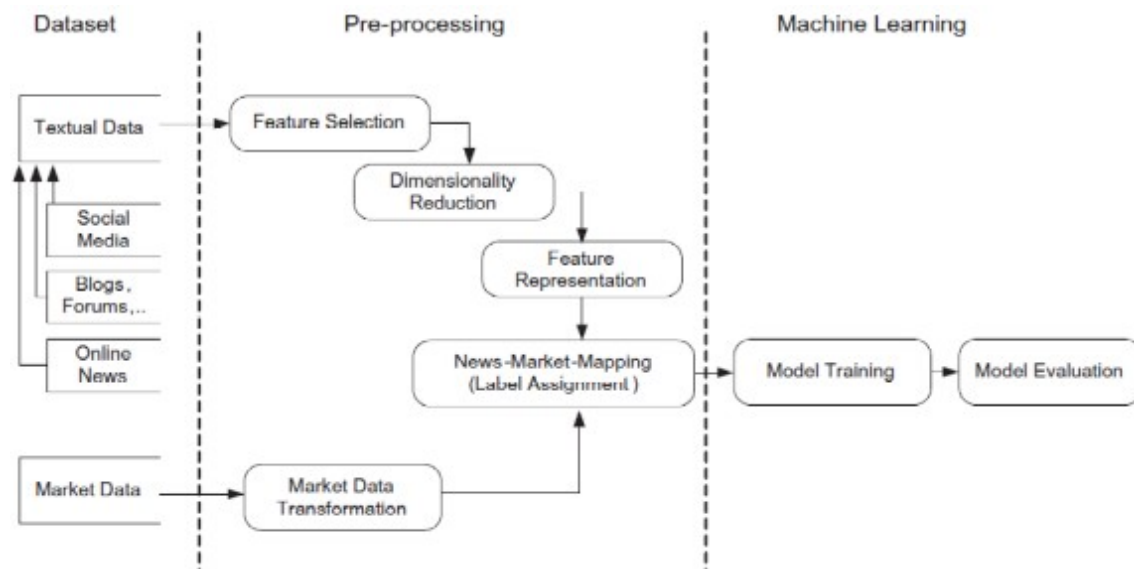 Dataset
Pre-processing
Machine Learning
Textual Data
Feature Selection
Dimensionality
Reduction
Social
Media
Feature
Representation
Blogs,
Forums,..
Online
News
News-Market-Mapping
(Label Assignment )
Model Training
Model Evaluation
Market Data
Market Data
Transformation